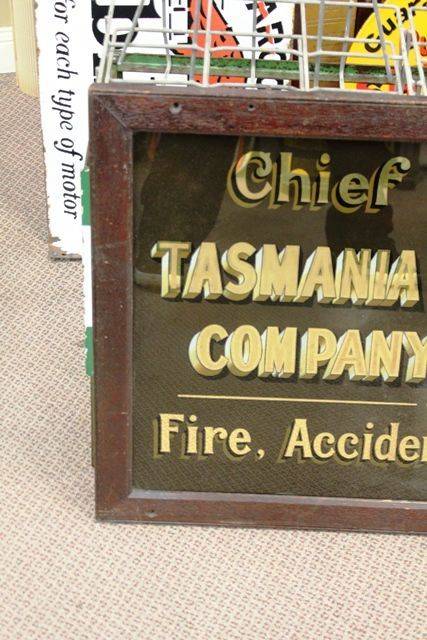 for each type of motor
Chief
TASMANIA
COMPANY
Fire, Acciden